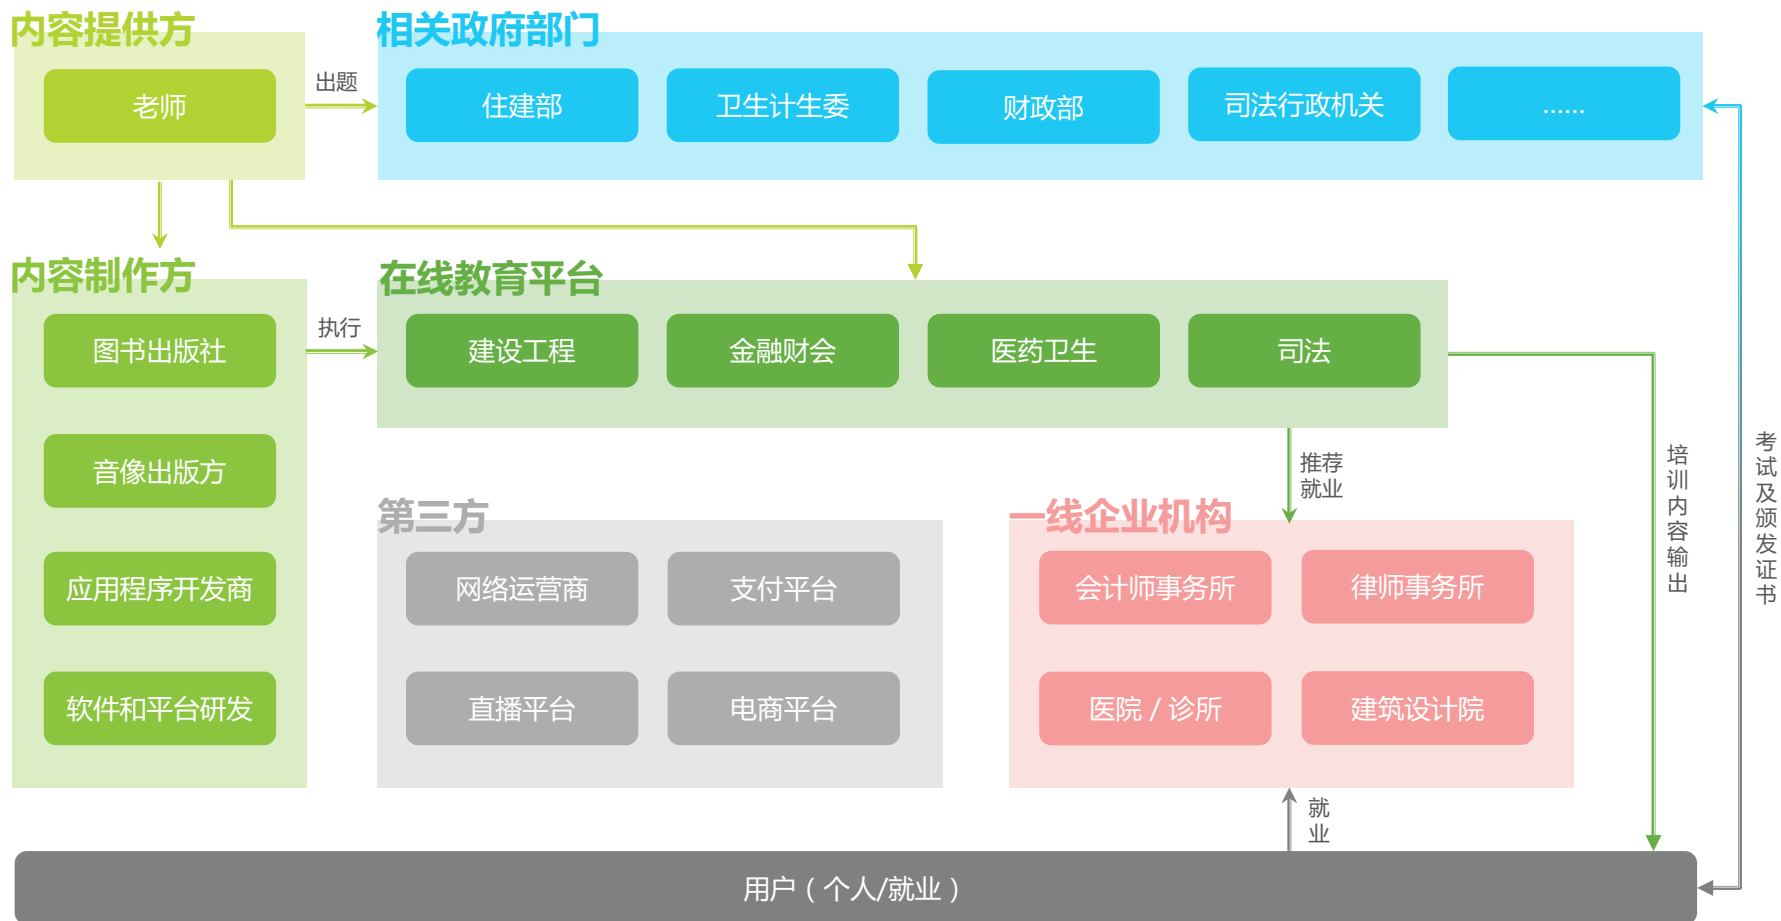 内容提供方
老师
出题
相关政府部门
住建部
卫生计生委
财政部
司法行政机关
......
内容制作方
图书出版社
音像出版方
应用程序开发商
软件和平台研发
执行
在线教育平台
建设工程
金融财会
医药卫生
司法
推荐
就业
第三方
网络运营商
支付平台
直播平台
电商平台
一线企业机构
会计师事务所
律师事务所
医院 / 诊所
建筑设计院
就
业
培
训
内
容
输
出
考
试
及
颁
发
证
书
用户（个人/就业）